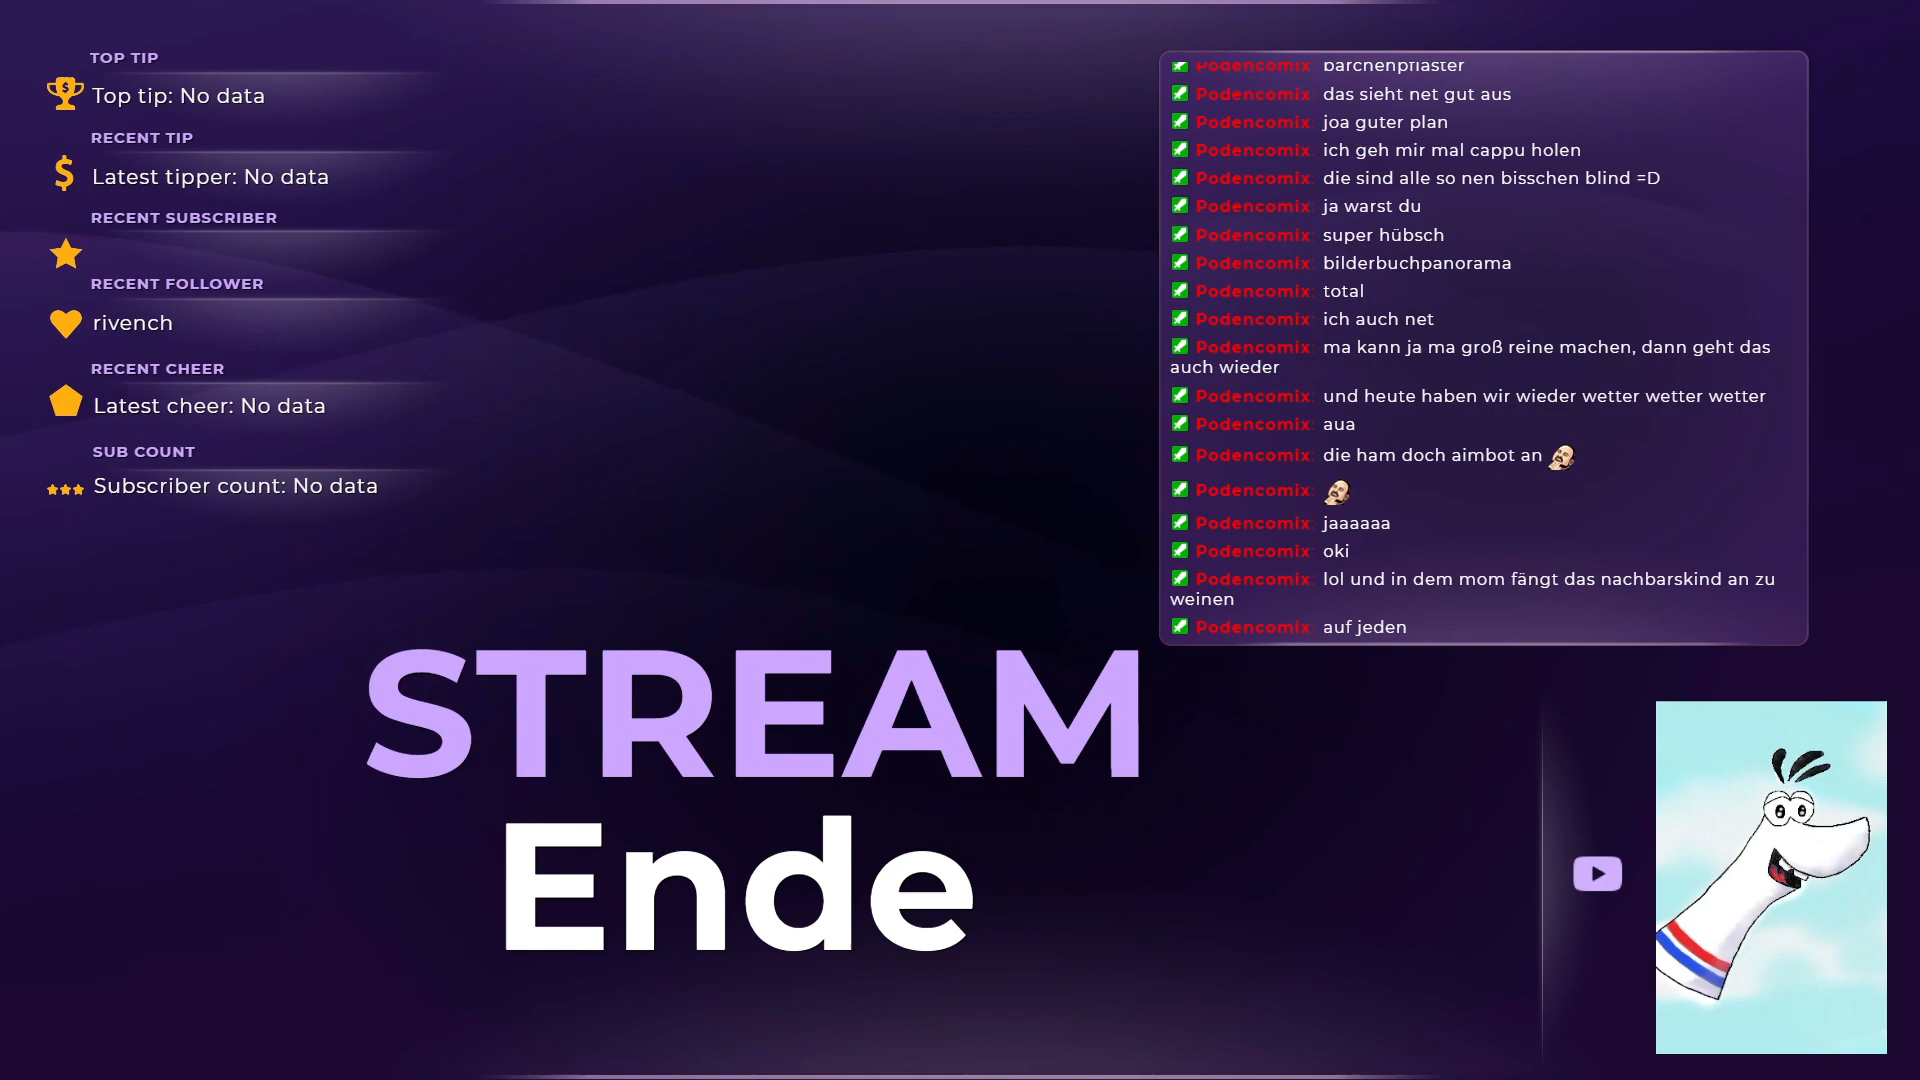 TOP TIP
Top tip: No data
RECENT TIP
Latest tipper: No data
RECENT SUBSCRIBER
RECENT FOLLOWER
rivench
RECENT CHEER
Latest cheer: No data
SUB COUNT
Subscriber count: No data
Podencomix: bärchenpflaster
Podencomix: das sieht net gut aus
Podencomix: joa guter plan
Podencomix: ich geh mir mal cappu holen
Podencomix: die sind alle so nen bisschen blind =D
Podencomix: ja warst du
Podencomix: super hübsch
Podencomix: bilderbuchpanorama
Podencomix: total
Podencomix: ich auch net
Podencomix: ma kann ja ma groß reine machen, dann geht das
auch wieder
Podencomix: und heute haben wir wieder wetter wetter wetter
Podencomix: aua
Podencomix: die ham doch aimbot an
Podencomix:
Podencomix: jaaaaaa
Podencomix: oki
Podencomix: lol und in dem mom fängt das nachbarskind an zu
weinen
Podencomix: auf jeden
STREAM
Ende